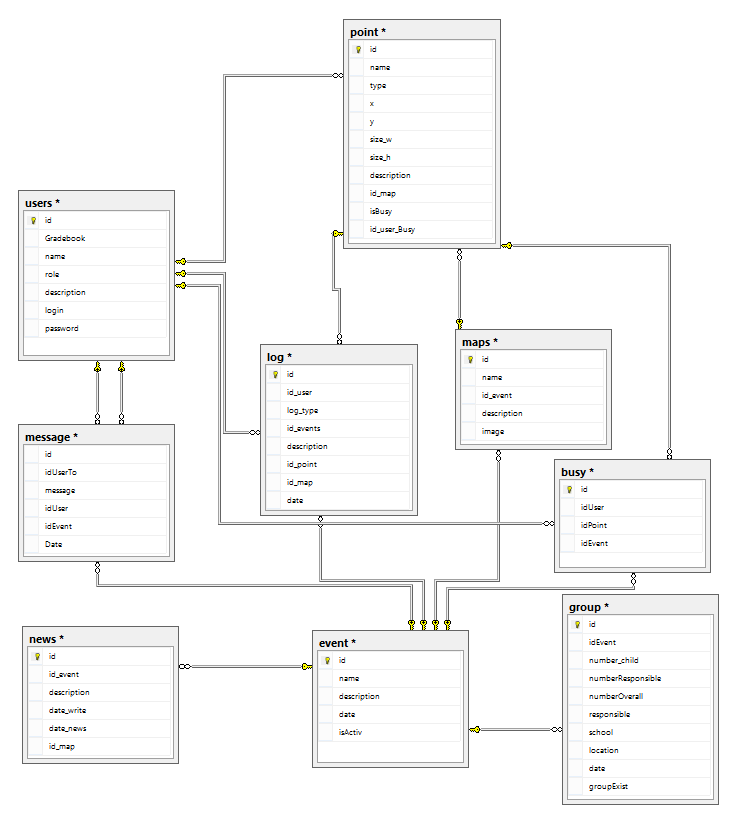 point *
id
name
type
x
y
size_w
size_h
description
id_map
isBusy
id_user_Busy
users *
id
Gradebook
name
role
description
login
password
log *
id
id_user
log_type
id_events
description
id_point
id_map
date
maps *
id
name
id_event
description
image
message *
id
idUserTo
message
idUser
idEvent
Date
busy *
id
idUser
idPoint
idEvent
news *
id
id_event
description
date_write
date_news
id_map
event *
id
name
description
date
isActiv
group *
id
idEvent
number_child
numberResponsible
numberOverall
responsible
school
location
date
groupExist